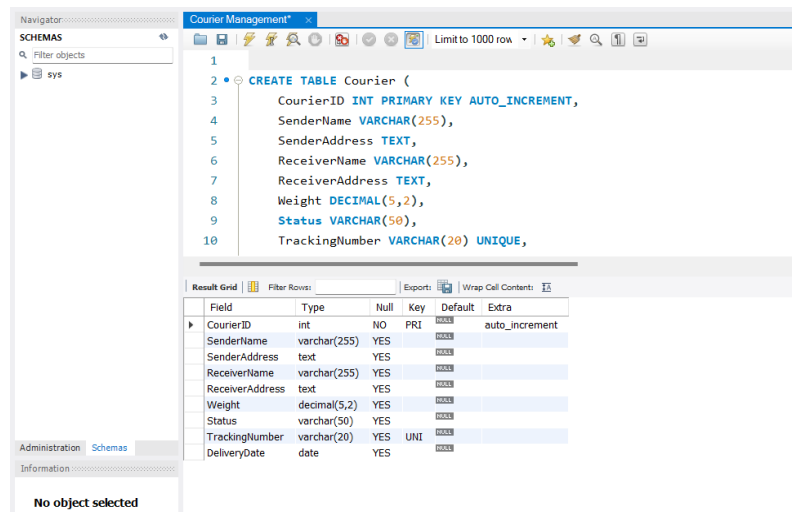 Navigator
Courier Management*
SCHEMAS
Filter objects
sys
Limit to 1000 row
1
2 CREATE TABLE Courier (
3 CourierID INT PRIMARY KEY AUTO_INCREMENT,
4 SenderName VARCHAR(255),
5 SenderAddress TEXT,
6 ReceiverName VARCHAR(255),
7 ReceiverAddress TEXT,
8 Weight DECIMAL(5,2),
9 Status VARCHAR(50),
10 TrackingNumber VARCHAR(20) UNIQUE,
Result Grid Filter Rows: Export: Wrap Cell Content: IA
Field Type Null Key Default Extra
CourierID int NO PRI NULL auto_increment
SenderName varchar(255) YES NULL
SenderAddress text YES NULL
ReceiverName varchar(255) YES NULL
ReceiverAddress text YES NULL
Weight decimal(5,2) YES NULL
Status varchar(50) YES NULL
TrackingNumber varchar(20) YES UNI NULL
DeliveryDate date YES NULL
Administration Schemas
Information
No object selected